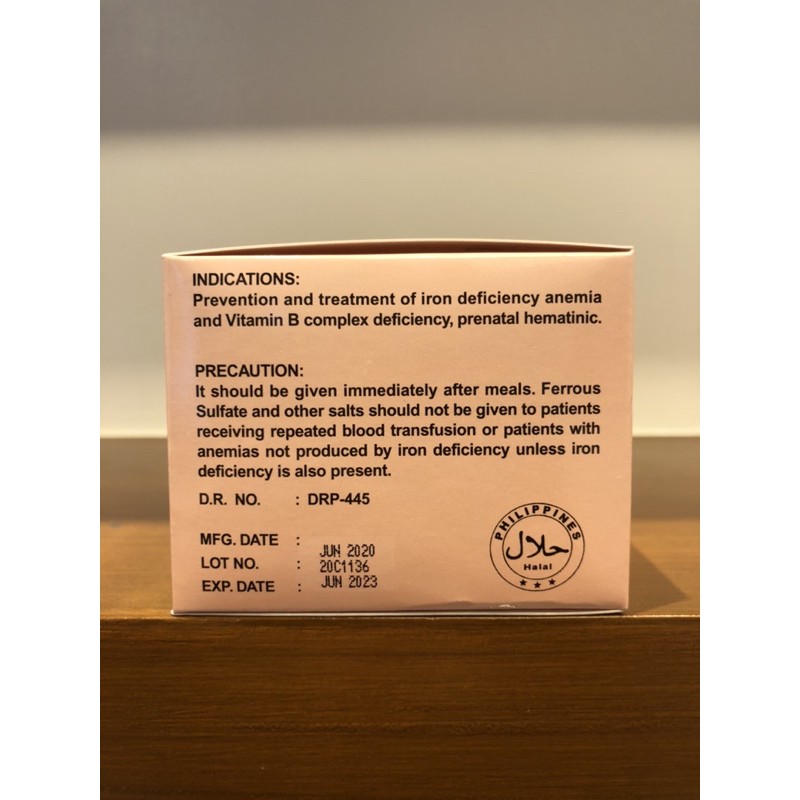 INDICATIONS:
Prevention and treatment of iron deficiency anemia
and Vitamin B complex deficiency, prenatal hematinic.
PRECAUTION:
It should be given immediately after meals. Ferrous
Sulfate and other salts should not be given to patients
receiving repeated blood transfusion or patients with
anemias not produced by iron deficiency unless iron
deficiency is also present.
D.R. NO. : DRP-445
MFG. DATE : JUN 2020
LOT NO. : 20C1136
EXP. DATE : JUN 2023
PHILIPPINES
حلال
Halal